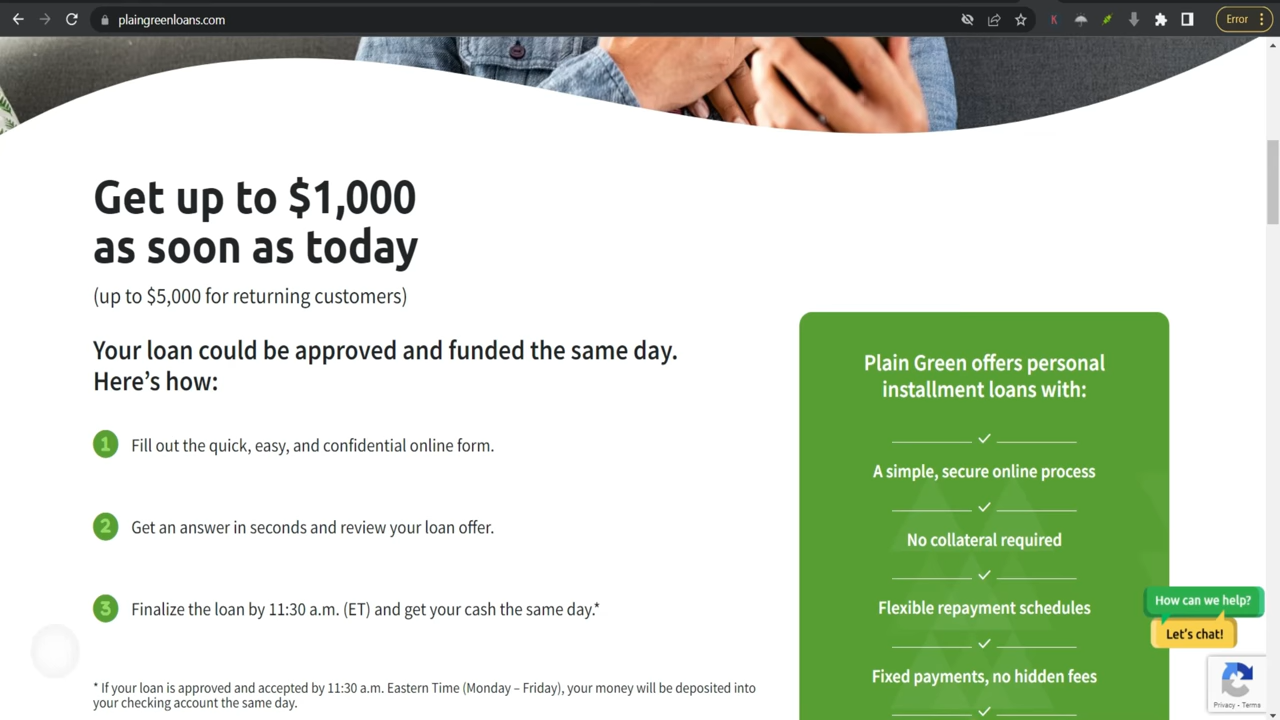 plaingreenloans.com
K
Error
Get up to $1,000
as soon as today
(up to $5,000 for returning customers)
Your loan could be approved and funded the same day.
Here's how:
1 Fill out the quick, easy, and confidential online form.
2 Get an answer in seconds and review your loan offer.
3 Finalize the loan by 11:30 a.m. (ET) and get your cash the same day.*
* If your loan is approved and accepted by 11:30 a.m. Eastern Time (Monday – Friday), your money will be deposited into
your checking account the same day.
Plain Green offers personal
installment loans with:
A simple, secure online process
No collateral required
Flexible repayment schedules
Fixed payments, no hidden fees
How can we help?
Let's chat!
Privacy - Terms